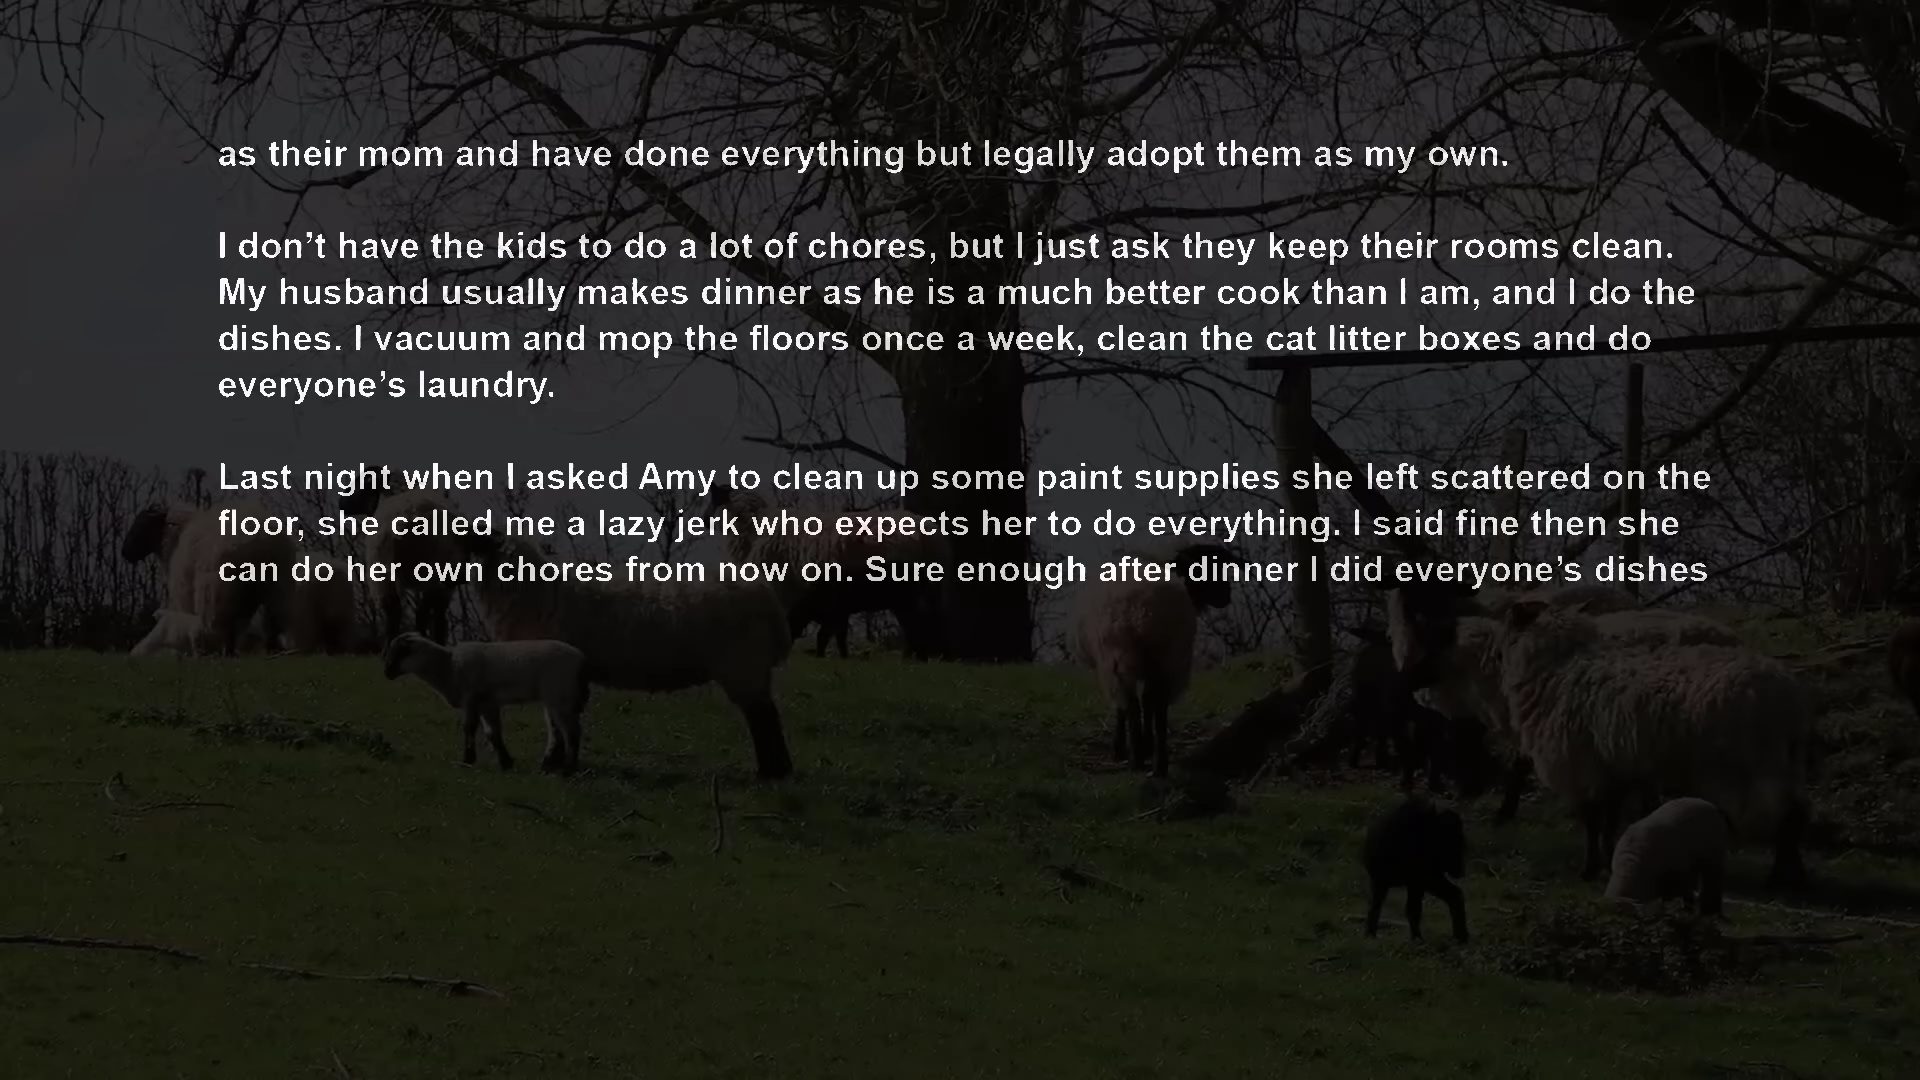 as their mom and have done everything but legally adopt them as my own.
I don’t have the kids to do a lot of chores, but I just ask they keep their rooms clean.
My husband usually makes dinner as he is a much better cook than I am, and I do the
dishes. I vacuum and mop the floors once a week, clean the cat litter boxes and do
everyone’s laundry.
Last night when I asked Amy to clean up some paint supplies she left scattered on the
floor, she called me a lazy jerk who expects her to do everything. I said fine then she
can do her own chores from now on. Sure enough after dinner I did everyone’s dishes